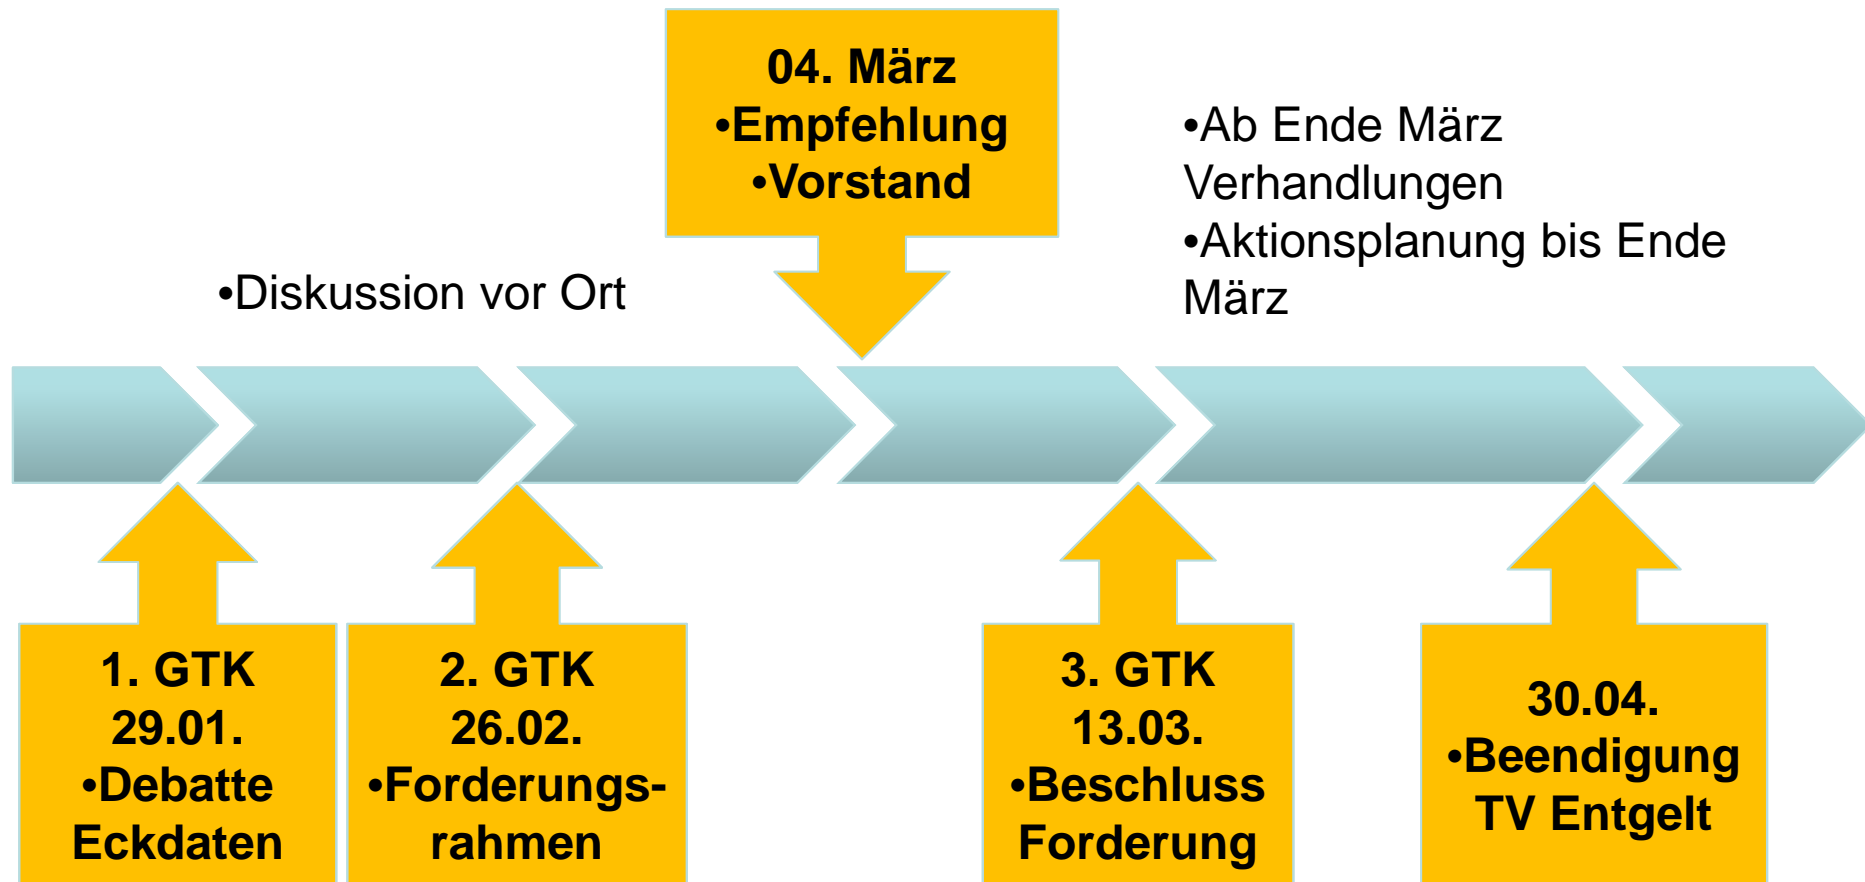 04. März
•Empfehlung
•Vorstand
•Ab Ende März
Verhandlungen
•Aktionsplanung bis Ende
März
•Diskussion vor Ort
1. GTK
29.01.
•Debatte
Eckdaten
2. GTK
26.02.
•Forderungs-
rahmen
3. GTK
13.03.
•Beschluss
Forderung
30.04.
•Beendigung
TV Entgelt